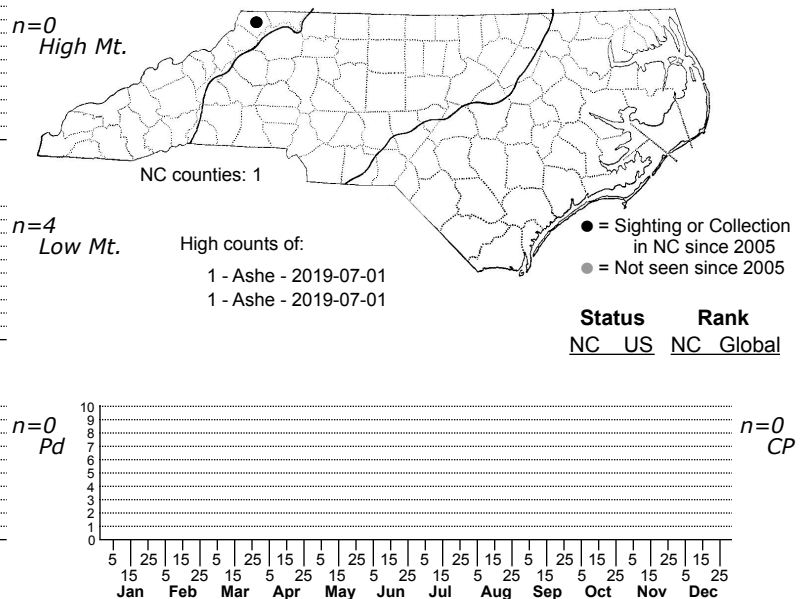 n=0
High Mt.
NC counties: 1
n=4
Low Mt.
High counts of:
1 - Ashe - 2019-07-01
1 - Ashe - 2019-07-01
● = Sighting or Collection
in NC since 2005
● = Not seen since 2005
Status Rank
NC US NC Global
n=0
Pd
n=0
CP
10
9
8
7
6
5
4
3
2
1
0
5 25 15 5 25 15 5 25 15 5 25 15 5 25 15 5 25 15
15 5 25 15 5 25 15 5 25 15 5 25 15 5 25 15 5 25
Jan Feb Mar Apr May Jun Jul Aug Sep Oct Nov Dec